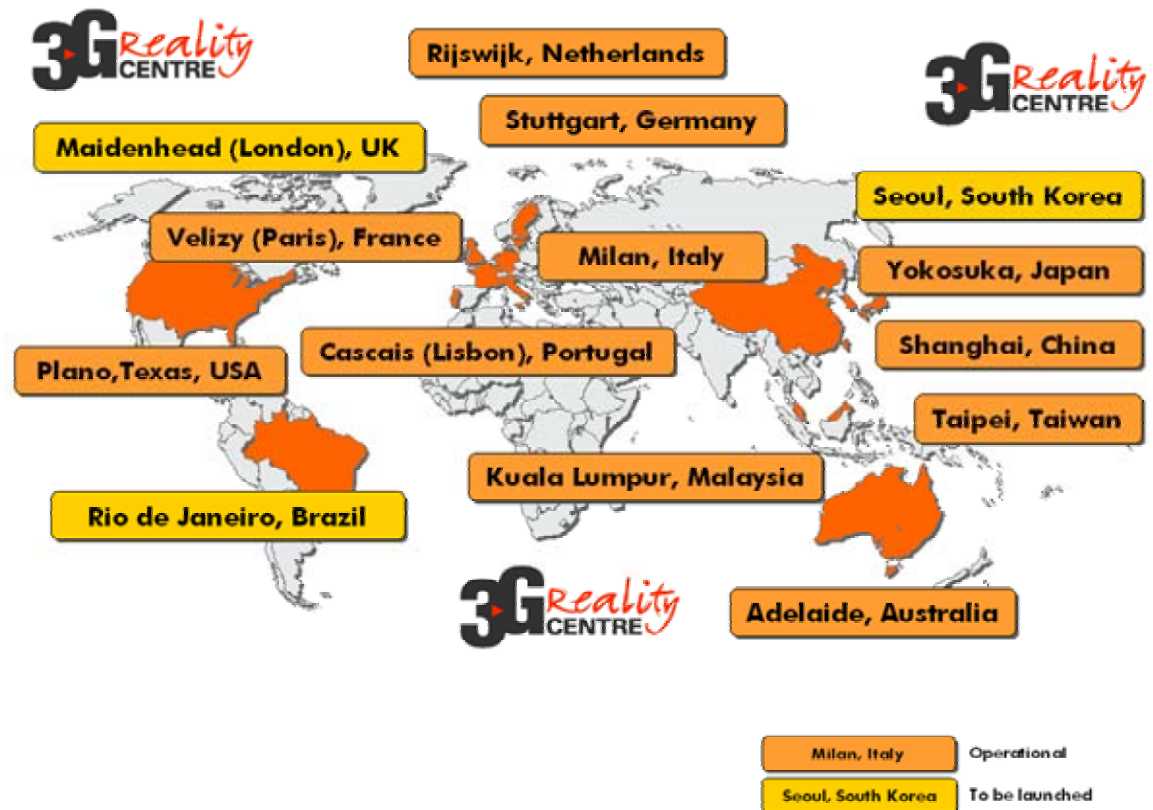 3G Reality
CENTRE
Rijswijk, Netherlands
3G Reality
CENTRE
Stuttgart, Germany
Maidenhead (London), UK
Seoul, South Korea
Velizy (Paris), France
Milan, Italy
Yokosuka, Japan
Shanghai, China
Cascais (Lisbon), Portugal
Plano,Texas, USA
Taipei, Taiwan
Kuala Lumpur, Malaysia
Rio de Janeiro, Brazil
3G Reality
CENTRE
Adelaide, Australia
Milan, Italy Operational
Seoul, South Korea To be launched